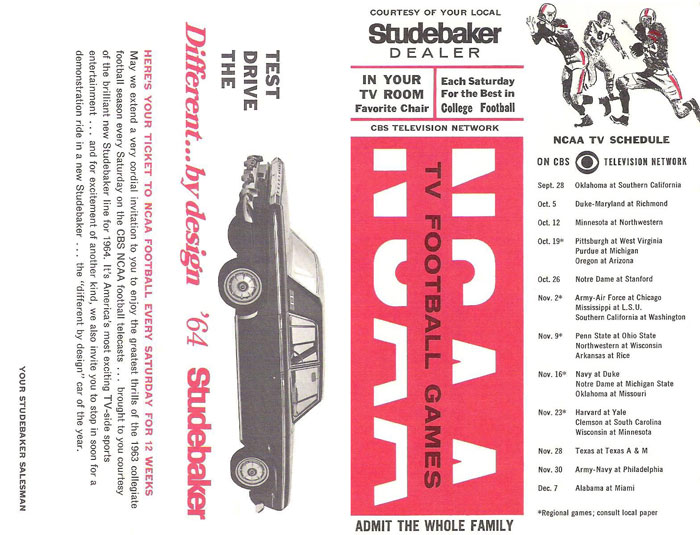 TEST
DRIVE
THE
Different...by design '64 Studebaker
HERE'S YOUR TICKET TO NCAA FOOTBALL EVERY SATURDAY FOR 12 WEEKS
May we extend a very cordial invitation to you to enjoy the greatest thrills of the 1963 collegiate
football season every Saturday on the CBS NCAA football telecasts . . . brought to you courtesy
of the brilliant new Studebaker line for 1964. It's America's most exciting TV-side sports
entertainment . . . and for excitement of another kind, we also invite you to stop in soon for a
demonstration ride in a new Studebaker . . . the "different by design" car of the year.
YOUR STUDEBAKER SALESMAN
COURTESY OF YOUR LOCAL
Studebaker
DEALER
IN YOUR
TV ROOM
Favorite Chair
Each Saturday
For the Best in
College Football
CBS TELEVISION NETWORK
NCAA
TV FOOTBALL GAMES
NCAA
ADMIT THE WHOLE FAMILY
NCAA TV SCHEDULE
ON CBS TELEVISION NETWORK
Sept. 28 Oklahoma at Southern California
Oct. 5 Duke-Maryland at Richmond
Oct. 12 Minnesota at Northwestern
Oct. 19* Pittsburgh at West Virginia
Purdue at Michigan
Oregon at Arizona
Oct. 26 Notre Dame at Stanford
Nov. 2* Army-Air Force at Chicago
Mississippi at L.S.U.
Southern California at Washington
Nov. 9* Penn State at Ohio State
Northwestern at Wisconsin
Arkansas at Rice
Nov. 16* Navy at Duke
Notre Dame at Michigan State
Oklahoma at Missouri
Nov. 23* Harvard at Yale
Clemson at South Carolina
Wisconsin at Minnesota
Nov. 28 Texas at Texas A & M
Nov. 30 Army-Navy at Philadelphia
Dec. 7 Alabama at Miami
*Regional games; consult local paper